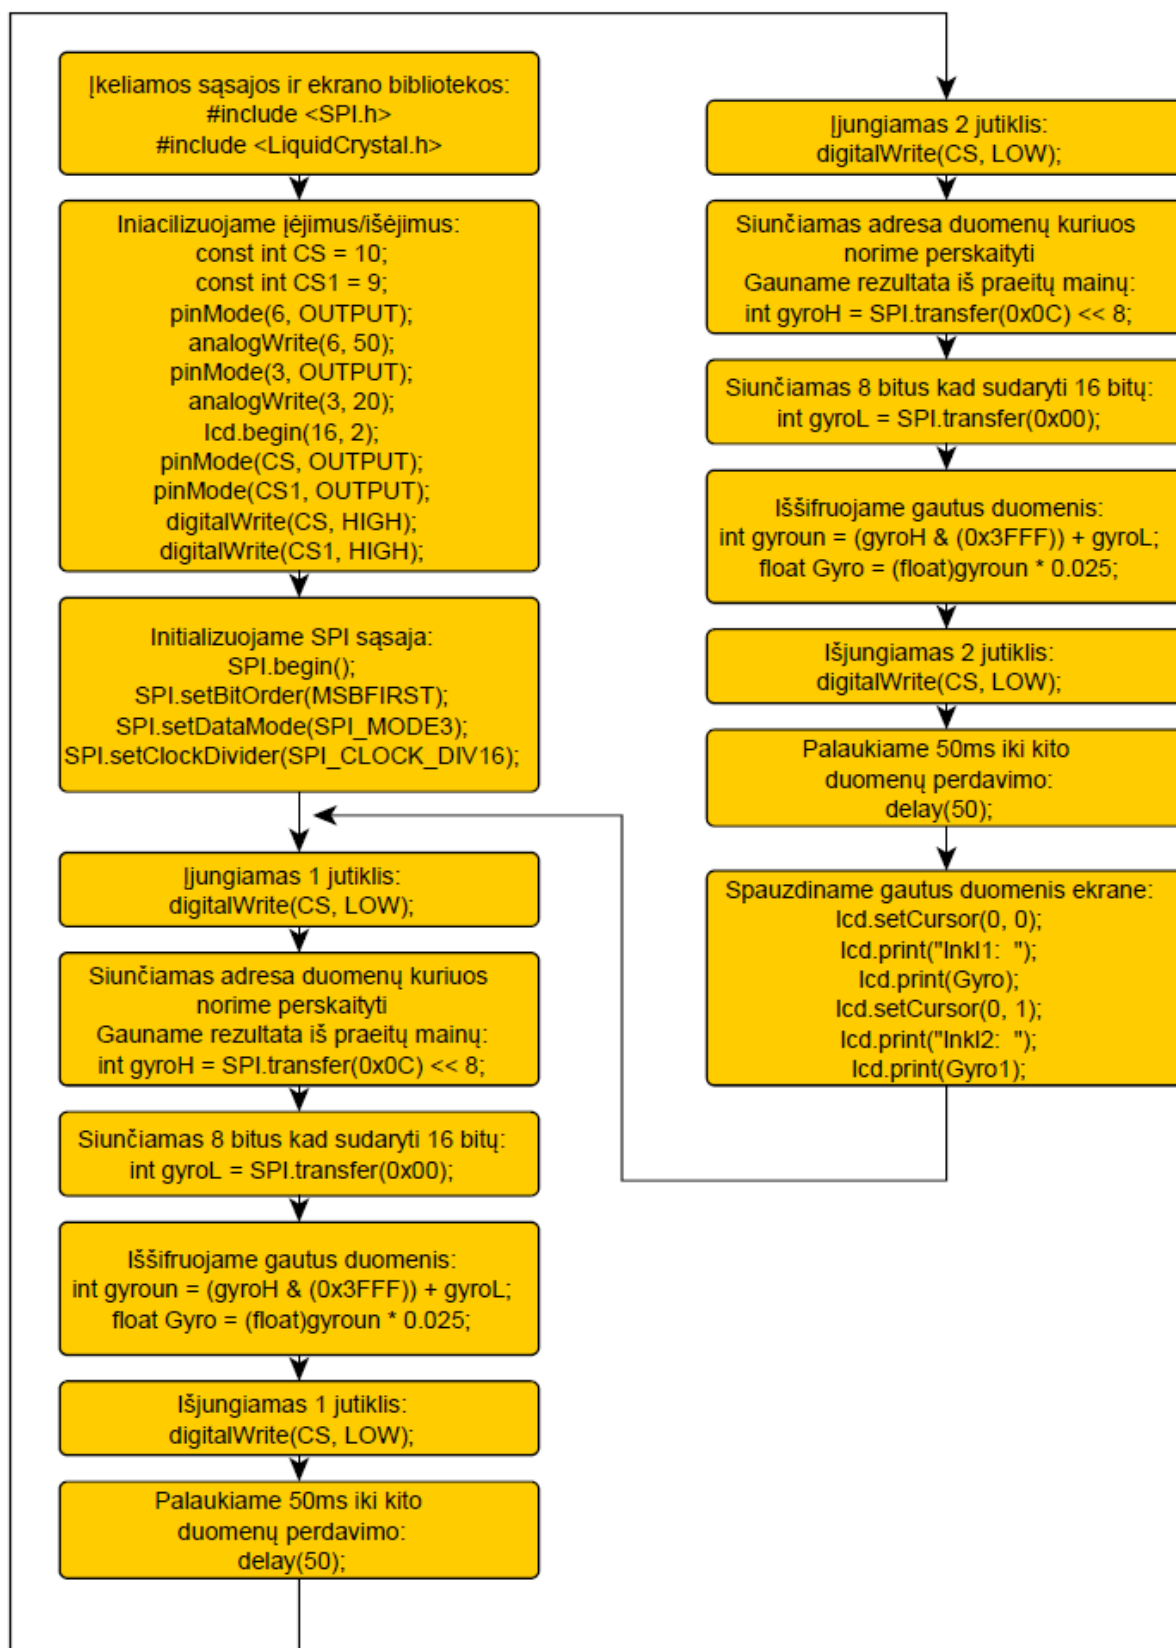 Įkeliamos sąsajos ir ekrano bibliotekos:
#include <SPI.h>
#include <LiquidCrystal.h>
Iniacilizuojame įėjimus/išėjimus:
const int CS = 10;
const int CS1 = 9;
pinMode(6, OUTPUT);
analogWrite(6, 50);
pinMode(3, OUTPUT);
analogWrite(3, 20);
lcd.begin(16, 2);
pinMode(CS, OUTPUT);
pinMode(CS1, OUTPUT);
digitalWrite(CS, HIGH);
digitalWrite(CS1, HIGH);
Initializuojame SPI sąsaja:
SPI.begin();
SPI.setBitOrder(MSBFIRST);
SPI.setDataMode(SPI_MODE3);
SPI.setClockDivider(SPI_CLOCK_DIV16);
Įjungiamas 1 jutiklis:
digitalWrite(CS, LOW);
Siunčiamas adresa duomenų kuriuos
norime perskaityti
Gauname rezultata iš praeitų mainų:
int gyroH = SPI.transfer(0x0C) << 8;
Siunčiamas 8 bitus kad sudaryti 16 bitų:
int gyroL = SPI.transfer(0x00);
Iššifruojame gautus duomenis:
int gyroun = (gyroH & (0x3FFF)) + gyroL;
float Gyro = (float)gyroun * 0.025;
Išjungiamas 1 jutiklis:
digitalWrite(CS, LOW);
Palaukiame 50ms iki kito
duomenų perdavimo:
delay(50);
Įjungiamas 2 jutiklis:
digitalWrite(CS, LOW);
Siunčiamas adresa duomenų kuriuos
norime perskaityti
Gauname rezultata iš praeitų mainų:
int gyroH = SPI.transfer(0x0C) << 8;
Siunčiamas 8 bitus kad sudaryti 16 bitų:
int gyroL = SPI.transfer(0x00);
Iššifruojame gautus duomenis:
int gyroun = (gyroH & (0x3FFF)) + gyroL;
float Gyro = (float)gyroun * 0.025;
Išjungiamas 2 jutiklis:
digitalWrite(CS, LOW);
Palaukiame 50ms iki kito
duomenų perdavimo:
delay(50);
Spauzdiname gautus duomenis ekrane:
lcd.setCursor(0, 0);
lcd.print("Inkl1:  ");
lcd.print(Gyro);
lcd.setCursor(0, 1);
lcd.print("Inkl2:  ");
lcd.print(Gyro1);